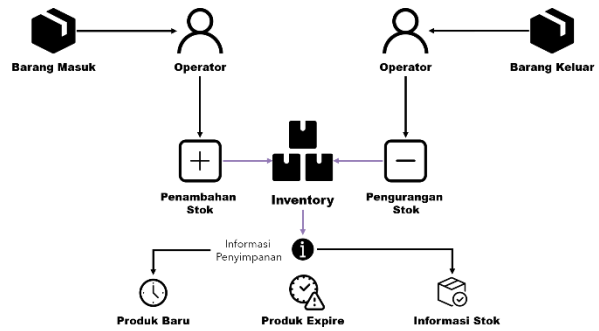 Barang Masuk
Operator
Operator
Barang Keluar
Penambahan
Stok
Inventory
Pengurangan
Stok
Informasi
Penyimpanan
Produk Baru
Produk Expire
Informasi Stok